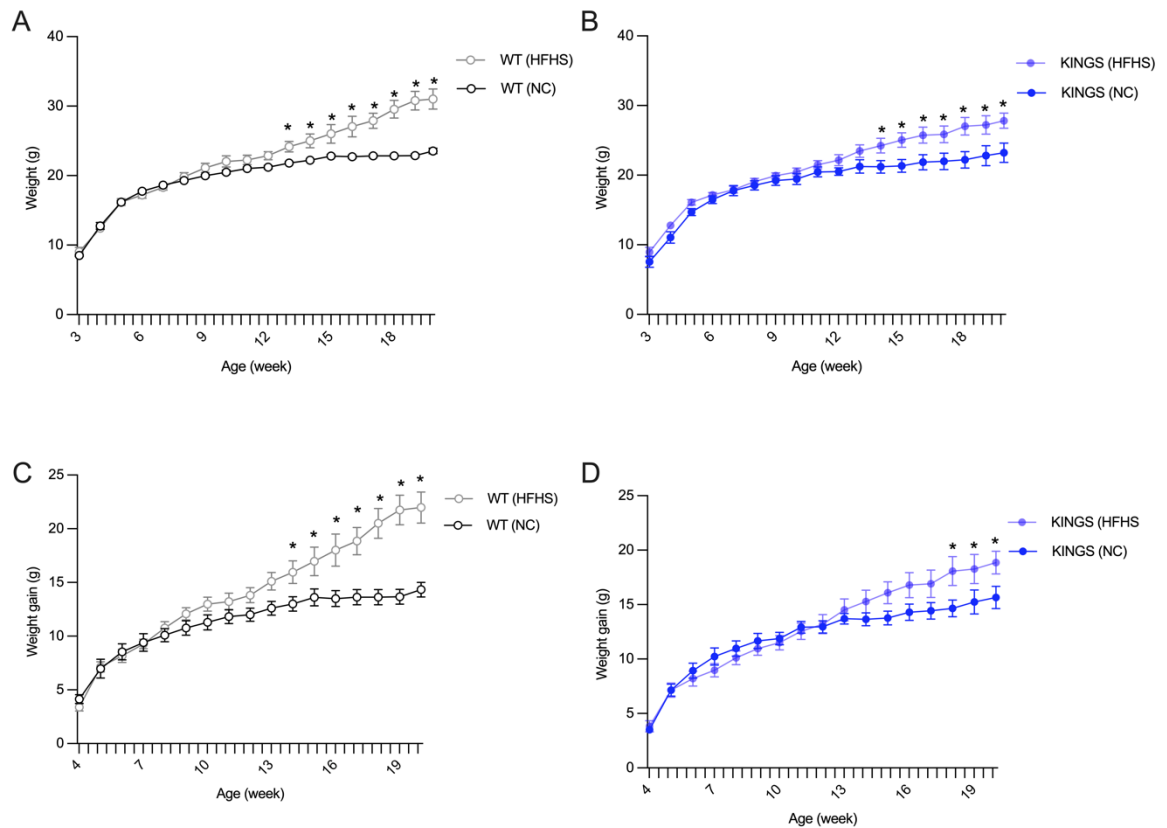 A
WT (HFHS)
WT (NC)
* * * * * * * *
Weight (g)
40
30
20
10
0
3 6 9 12 15 18
Age (week)
B
KINGS (HFHS)
KINGS (NC)
* * * * * * *
Weight (g)
40
30
20
10
0
3 6 9 12 15 18
Age (week)
C
WT (HFHS)
WT (NC)
* * * * * * *
Weight gain (g)
25
20
15
10
5
0
4 7 10 13 16 19
Age (week)
D
KINGS (HFHS
KINGS (NC)
* * *
Weight gain (g)
25
20
15
10
5
0
4 7 10 13 16 19
Age (week)